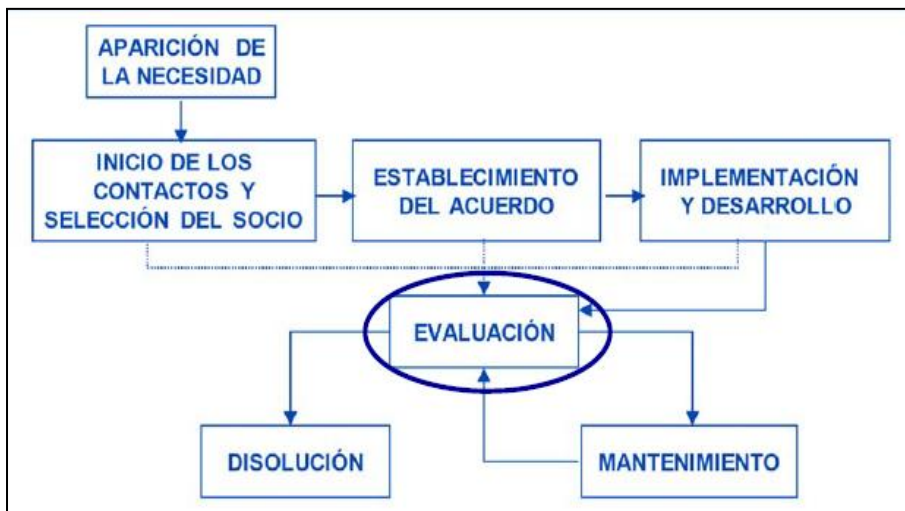 APARICIÓN DE
LA NECESIDAD
INICIO DE LOS
CONTACTOS Y
SELECCIÓN DEL SOCIO
ESTABLECIMIENTO
DEL ACUERDO
IMPLEMENTACIÓN
Y DESARROLLO
EVALUACIÓN
DISOLUCIÓN
MANTENIMIENTO